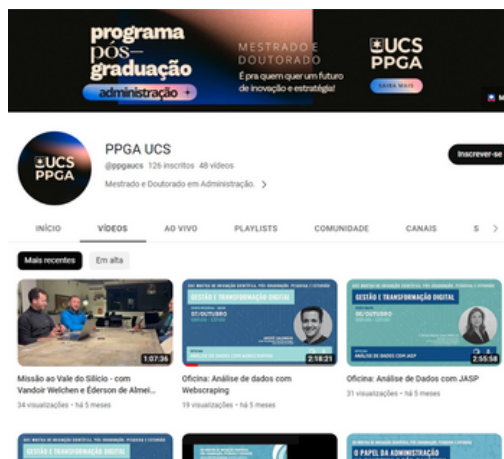 programa
pós-
graduação
administração +
MESTRADO E
DOUTORADO
É pra quem quer um futuro
de inovação e estratégia!
UCS
PPGA
SAIBA MAIS
M
UCS
PPGA
PPGA UCS
@ppgaucs 126 inscritos 48 vídeos
Mestrado e Doutorado em Administração. >
Inscrever-se
INÍCIO VÍDEOS AO VIVO PLAYLISTS COMUNIDADE CANAIS S >
Mais recentes Em alta
1:07:36
Missão ao Vale do Silício - com
Vandoir Welchen e Éderson de Almei...
34 visualizações • há 5 meses
GESTÃO E TRANSFORMAÇÃO DIGITAL
07/OUTUBRO
ANÁLISE DE DADOS COM WEBSCRAPING
2:18:21
Oficina: Análise de dados com
Webscraping
19 visualizações • há 5 meses
GESTÃO E TRANSFORMAÇÃO DIGITAL
06/OUTUBRO
ANÁLISE DE DADOS COM JASP
2:55:58
Oficina: Análise de Dados com JASP
31 visualizações • há 5 meses
GESTÃO E TRANSFORMAÇÃO DIGITAL
O PAPEL DA ADMINISTRAÇÃO